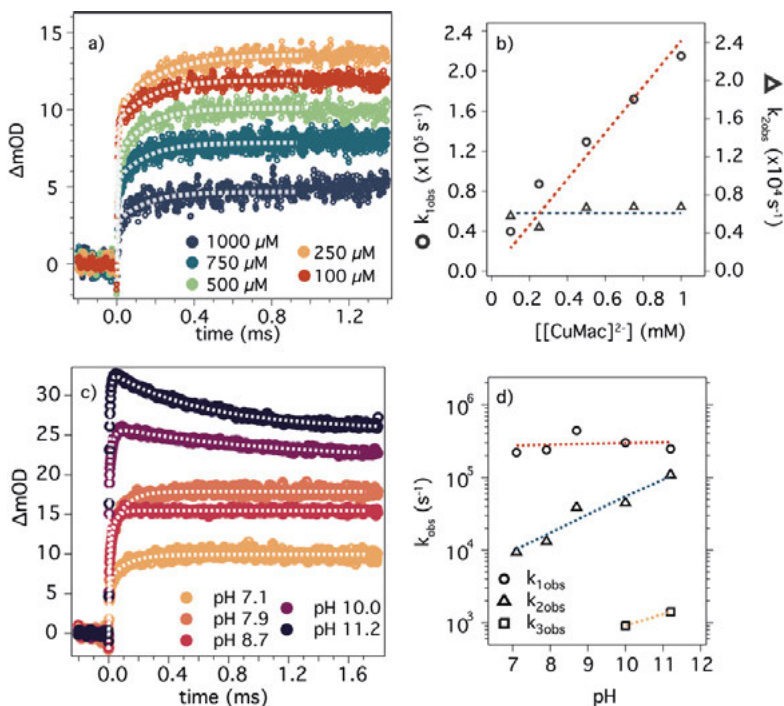 a)
ΔmOD
15
10
5
0
0.0 0.4 0.8 1.2
time (ms)
1000 µM
750 µM
500 µM
250 µM
100 µM
b)
k1obs (x10⁵ s⁻¹)
2.4
2.0
1.6
1.2
0.8
0.4
0.0
k2obs (x10⁴ s⁻¹)
2.4
2.0
1.6
1.2
0.8
0.4
0.0
0 0.2 0.4 0.6 0.8 1
[[CuMac]²⁻] (mM)
c)
ΔmOD
30
25
20
15
10
5
0
0.0 0.4 0.8 1.2 1.6
time (ms)
pH 7.1
pH 7.9
pH 8.7
pH 10.0
pH 11.2
d)
kobs (s⁻¹)
10⁶
10⁵
10⁴
10³
k1obs
k2obs
k3obs
7 8 9 10 11 12
pH